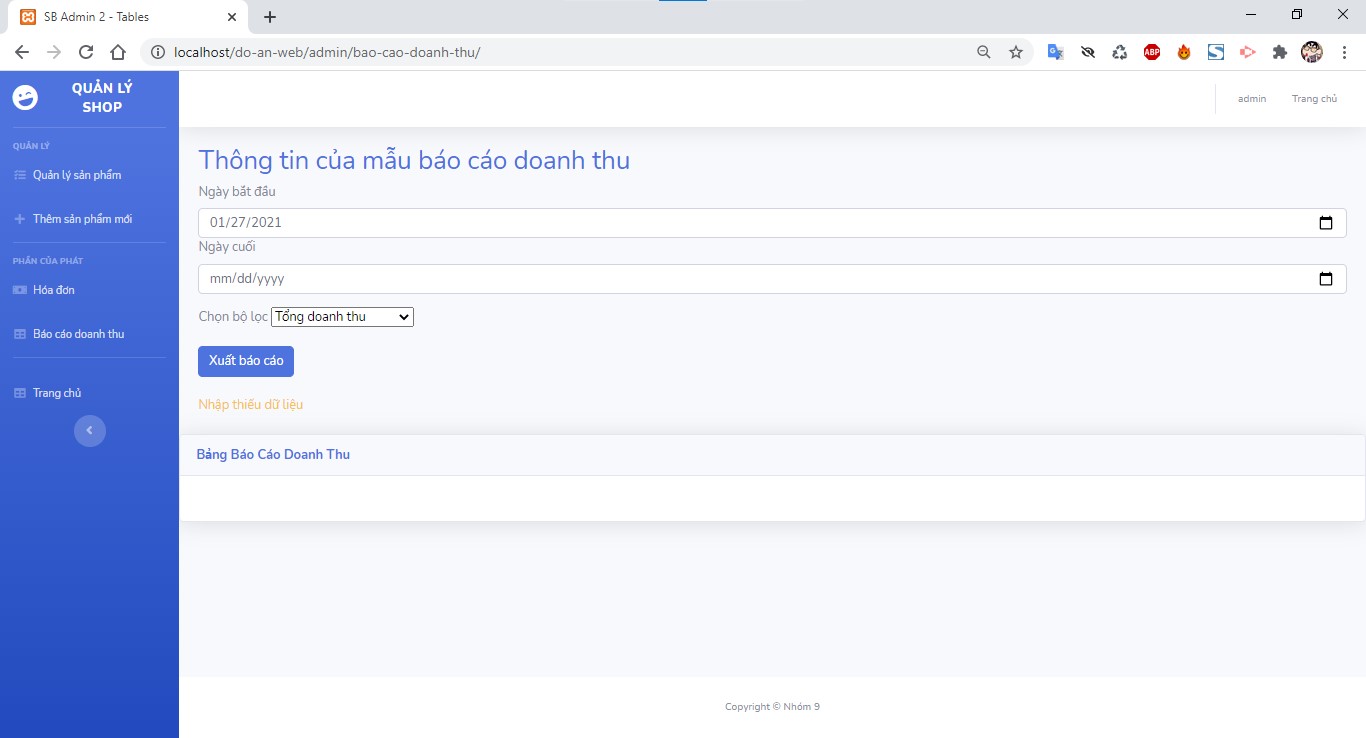 SB Admin 2 - Tables
localhost/do-an-web/admin/bao-cao-doanh-thu/
ABP
QUẢN LÝ
SHOP
admin
Trang chủ
QUẢN LÝ
Quản lý sản phẩm
Thêm sản phẩm mới
PHẦN CỦA PHÁT
Hóa đơn
Báo cáo doanh thu
Trang chủ
Thông tin của mẫu báo cáo doanh thu
Ngày bắt đầu
01/27/2021
Ngày cuối
mm/dd/yyyy
Chọn bộ lọc Tổng doanh thu
Xuất báo cáo
Nhập thiếu dữ liệu
Bảng Báo Cáo Doanh Thu
Copyright © Nhóm 9